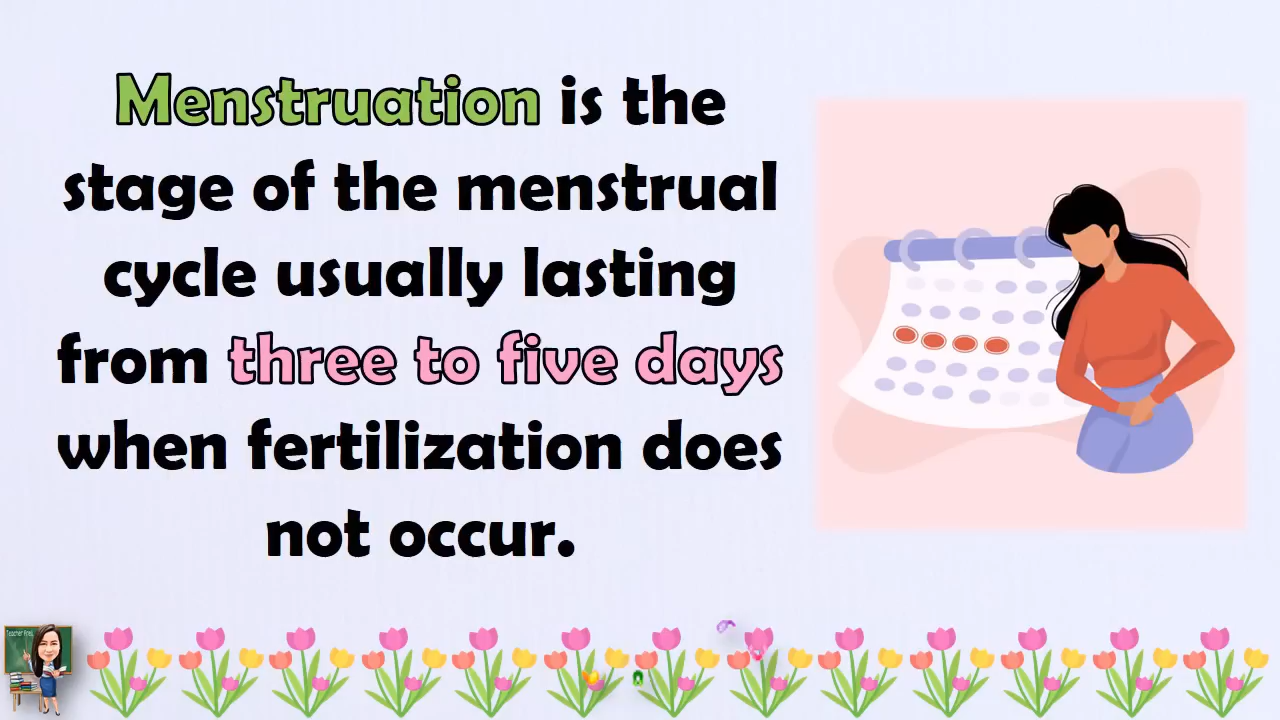 Menstruation is the
stage of the menstrual
cycle usually lasting
from three to five days
when fertilization does
not occur.